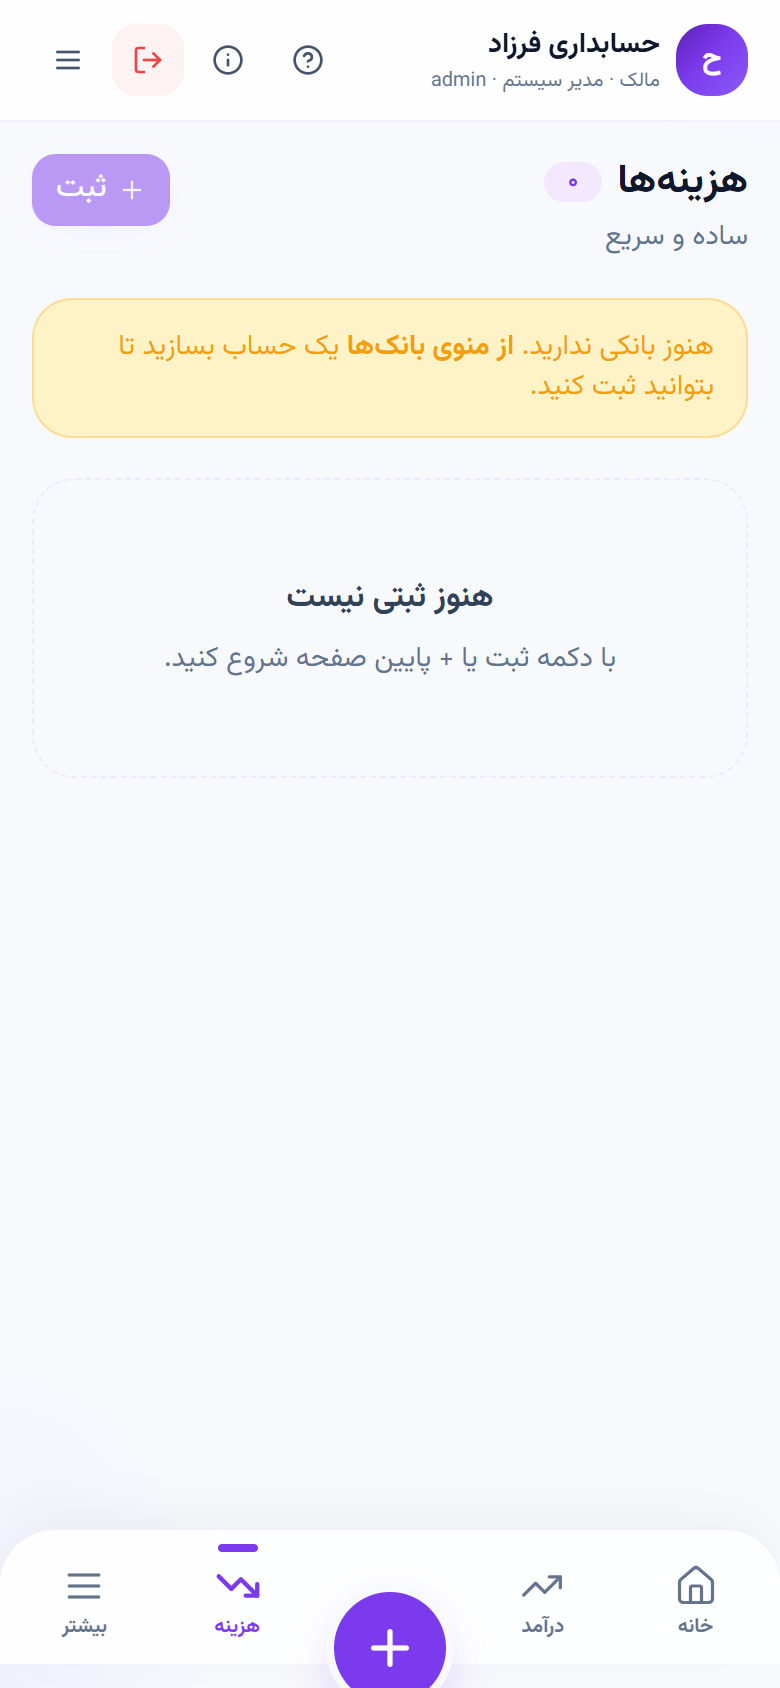 ح
حسابداری فرزاد
مالک · مدیر سیستم · admin
هزینه‌ها ۰
ساده و سریع
+ ثبت
هنوز بانکی ندارید. از منوی بانک‌ها یک حساب بسازید تا
بتوانید ثبت کنید.
هنوز ثبتی نیست
با دکمه ثبت یا + پایین صفحه شروع کنید.
خانه
درآمد
هزینه
بیشتر